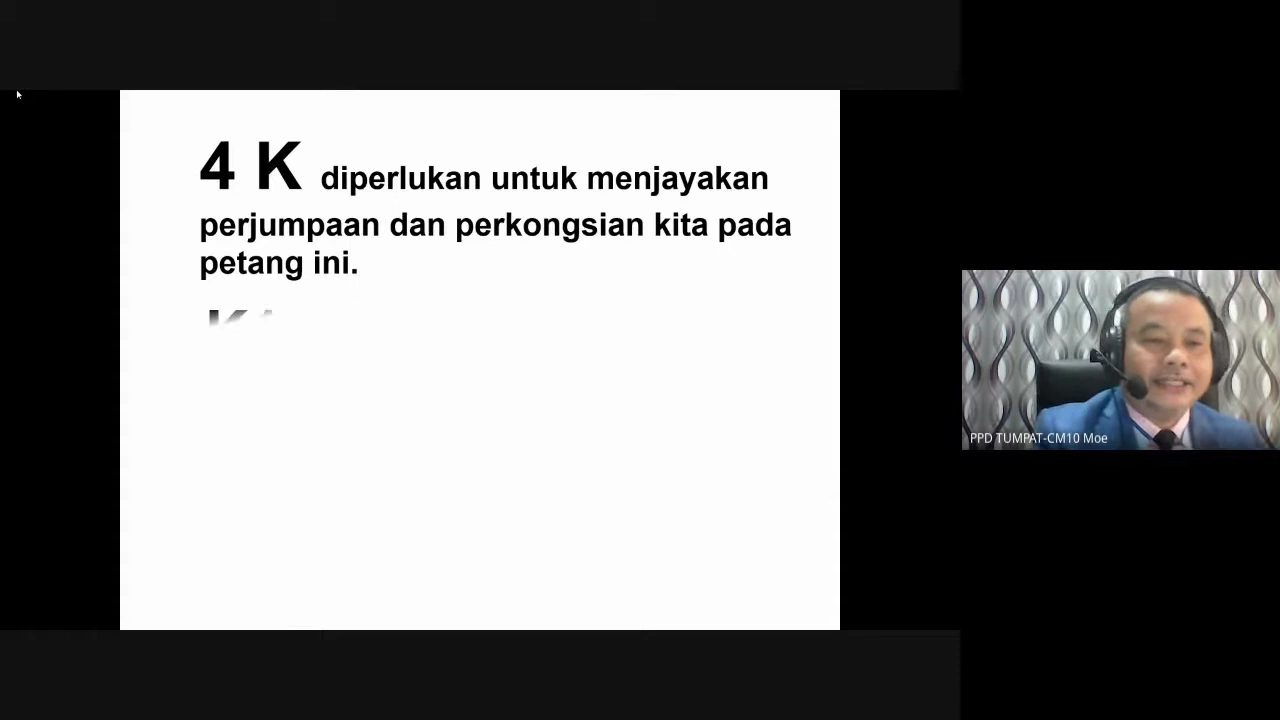 4 K diperlukan untuk menjayakan
perjumpaan dan perkongsian kita pada
petang ini.
PPD TUMPAT-CM10 Moe